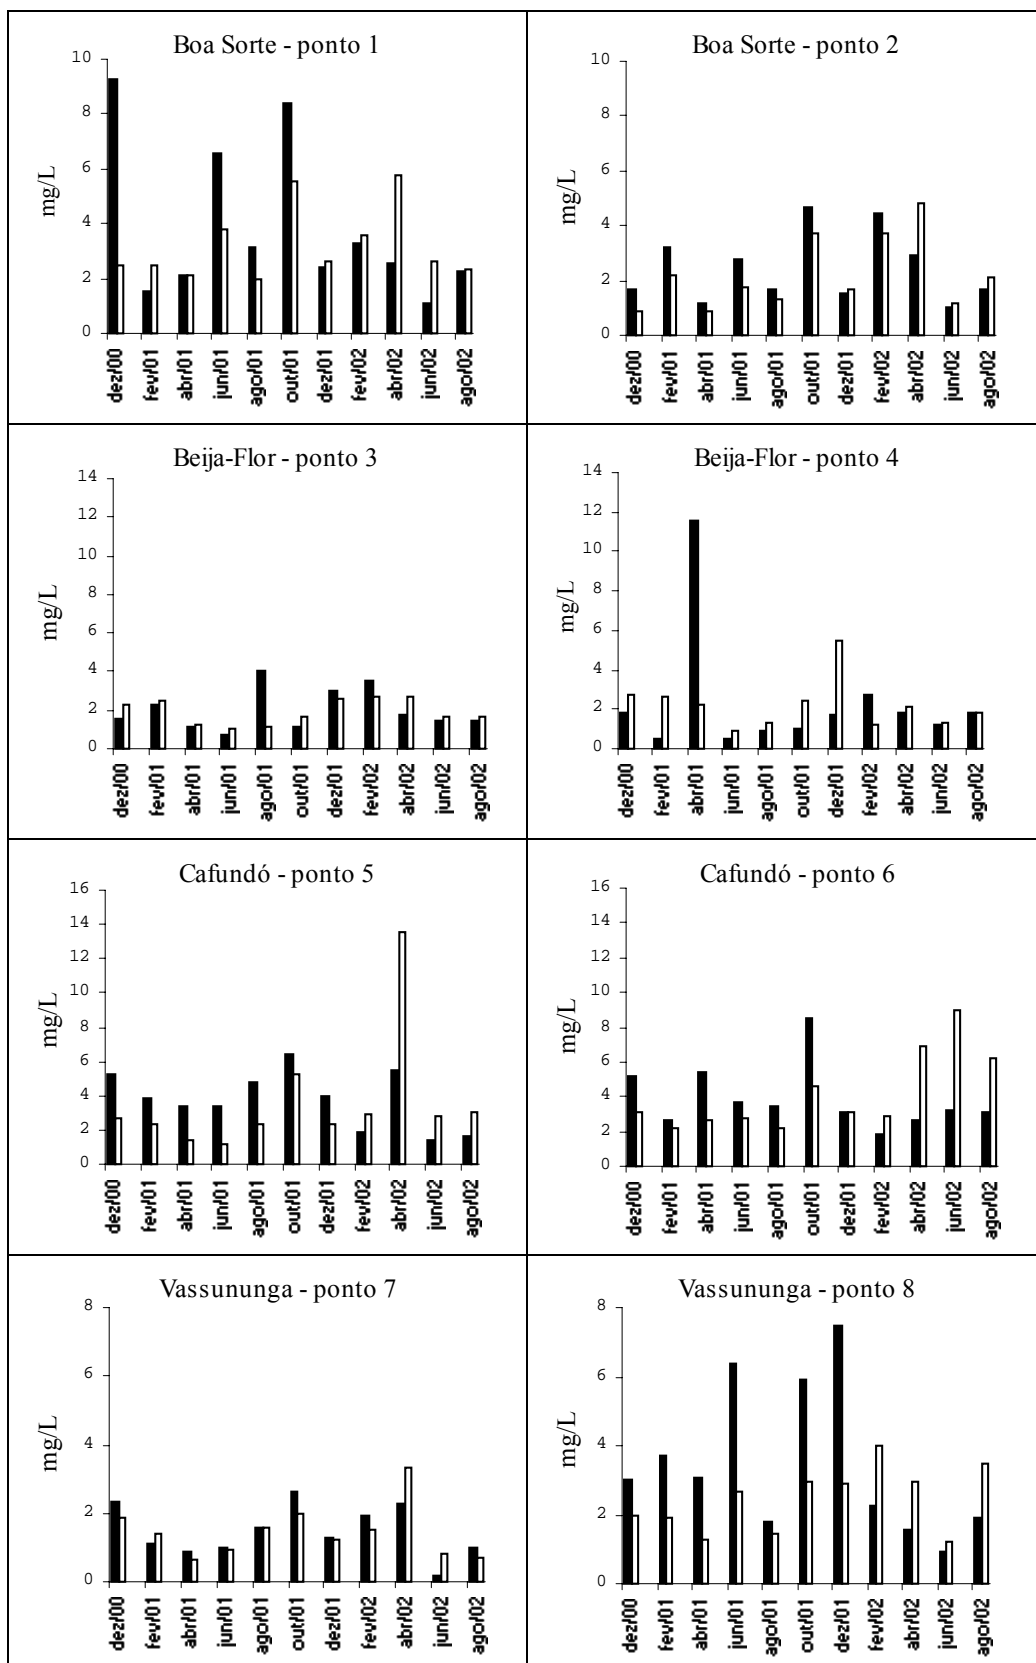 Boa Sorte - ponto 1
10
8
6
4
2
0
mg/L
dez/00 fev/01 abr/01 jun/01 ago/01 out/01 dez/01 fev/02 abr/02 jun/02 ago/02
Boa Sorte - ponto 2
10
8
6
4
2
0
mg/L
dez/00 fev/01 abr/01 jun/01 ago/01 out/01 dez/01 fev/02 abr/02 jun/02 ago/02
Beija-Flor - ponto 3
14
12
10
8
6
4
2
0
mg/L
dez/00 fev/01 abr/01 jun/01 ago/01 out/01 dez/01 fev/02 abr/02 jun/02 ago/02
Beija-Flor - ponto 4
14
12
10
8
6
4
2
0
mg/L
dez/00 fev/01 abr/01 jun/01 ago/01 out/01 dez/01 fev/02 abr/02 jun/02 ago/02
Cafundó - ponto 5
16
14
12
10
8
6
4
2
0
mg/L
dez/00 fev/01 abr/01 jun/01 ago/01 out/01 dez/01 fev/02 abr/02 jun/02 ago/02
Cafundó - ponto 6
16
14
12
10
8
6
4
2
0
mg/L
dez/00 fev/01 abr/01 jun/01 ago/01 out/01 dez/01 fev/02 abr/02 jun/02 ago/02
Vassununga - ponto 7
8
6
4
2
0
mg/L
dez/00 fev/01 abr/01 jun/01 ago/01 out/01 dez/01 fev/02 abr/02 jun/02 ago/02
Vassununga - ponto 8
8
6
4
2
0
mg/L
dez/00 fev/01 abr/01 jun/01 ago/01 out/01 dez/01 fev/02 abr/02 jun/02 ago/02